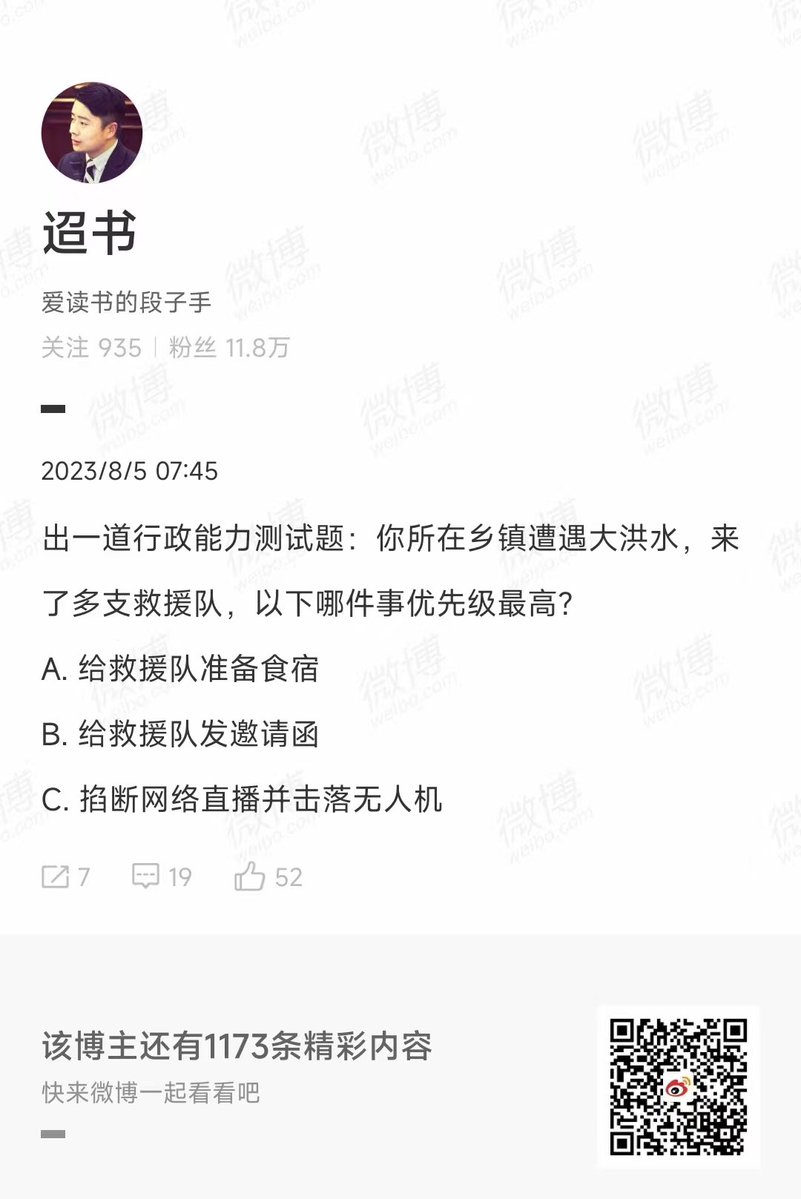 迢书
爱读书的段子手
关注 935 | 粉丝 11.8万
2023/8/5 07:45
出一道行政能力测试题：你所在乡镇遭遇大洪水，来
了多支救援队，以下哪件事优先级最高？
A. 给救援队准备食宿
B. 给救援队发邀请函
C. 掐断网络直播并击落无人机
7 19 52
该博主还有1173条精彩内容
快来微博一起看看吧
微博
weibo.com